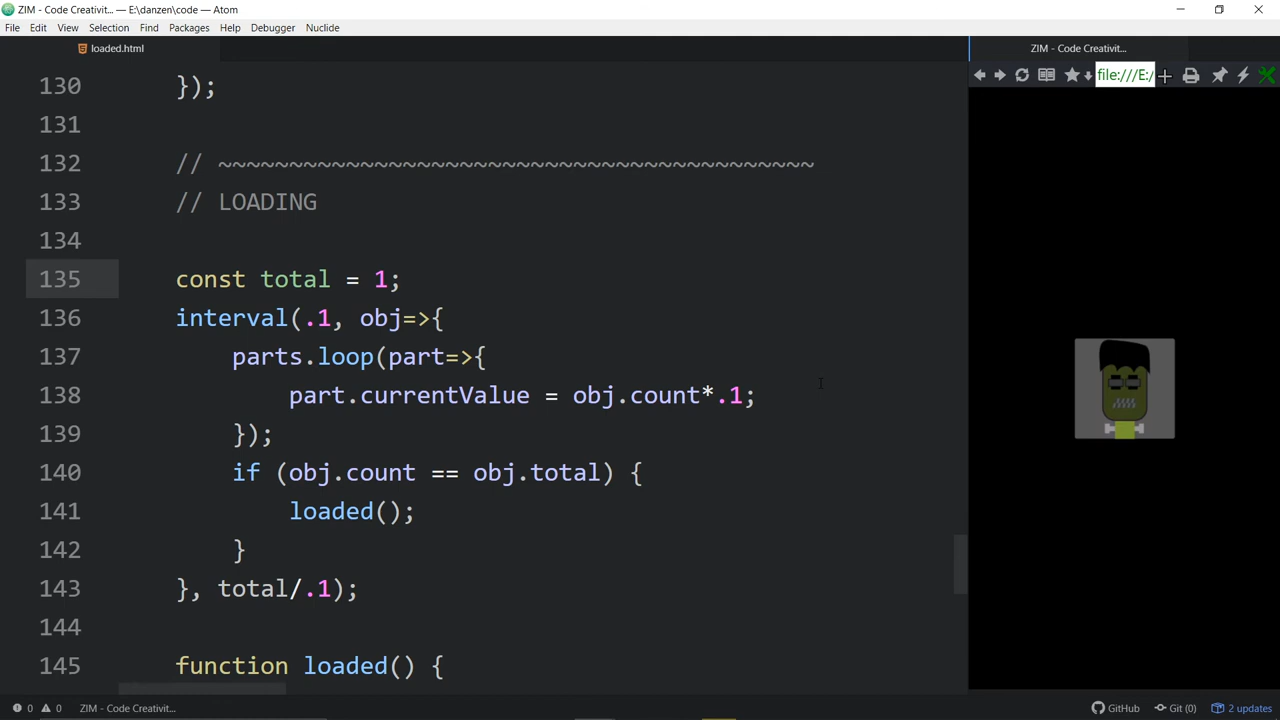 ZIM - Code Creativit... — E:\danzen\code — Atom
File Edit View Selection Find Packages Help Debugger Nuclide
loaded.html
ZIM - Code Creativit...
file:///E:/
130 });
131
132 // ~~~~~~~~~~~~~~~~~~~~~~~~~~~~~~~~~~~~~~~~~~
133 // LOADING
134
135 const total = 1;
136 interval(.1, obj=>{
137 parts.loop(part=>{
138 part.currentValue = obj.count*.1;
139 });
140 if (obj.count == obj.total) {
141 loaded();
142 }
143 }, total/.1);
144
145 function loaded() {
0 0 ZIM - Code Creativit...
GitHub Git (0) 2 updates